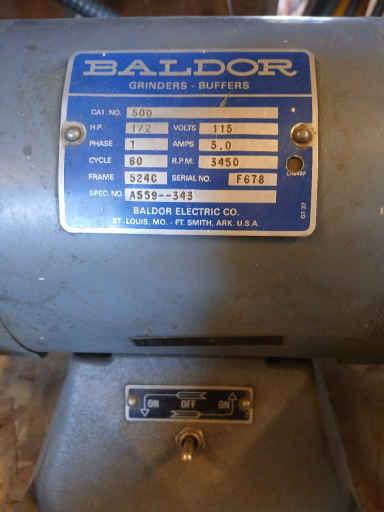 BALDOR
GRINDERS - BUFFERS
CAT. NO. 500
H.P. 1/2 VOLTS 115
PHASE 1 AMPS 5.0
CYCLE 60 R.P.M. 3450
FRAME 524C SERIAL NO. F678
SPEC. NO. A559--343
BALDOR ELECTRIC CO.
ST. LOUIS, MO. - FT. SMITH, ARK. U.S.A.
ON OFF ON